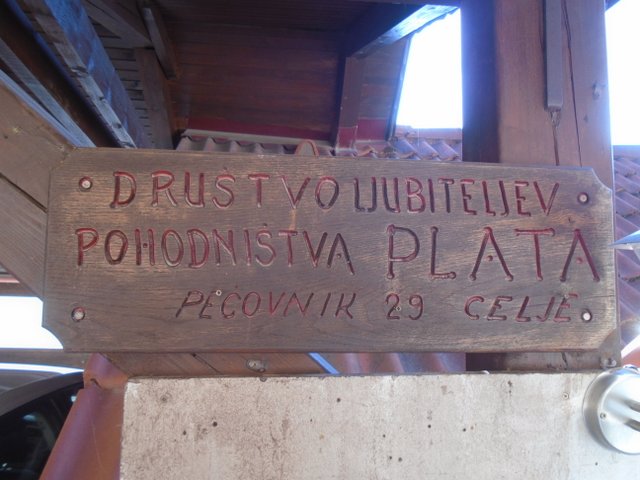 DRUŠTVO LJUBITELJEV
POHODNIŠTVA PLATA
PEČOVNIK 29 CELJE